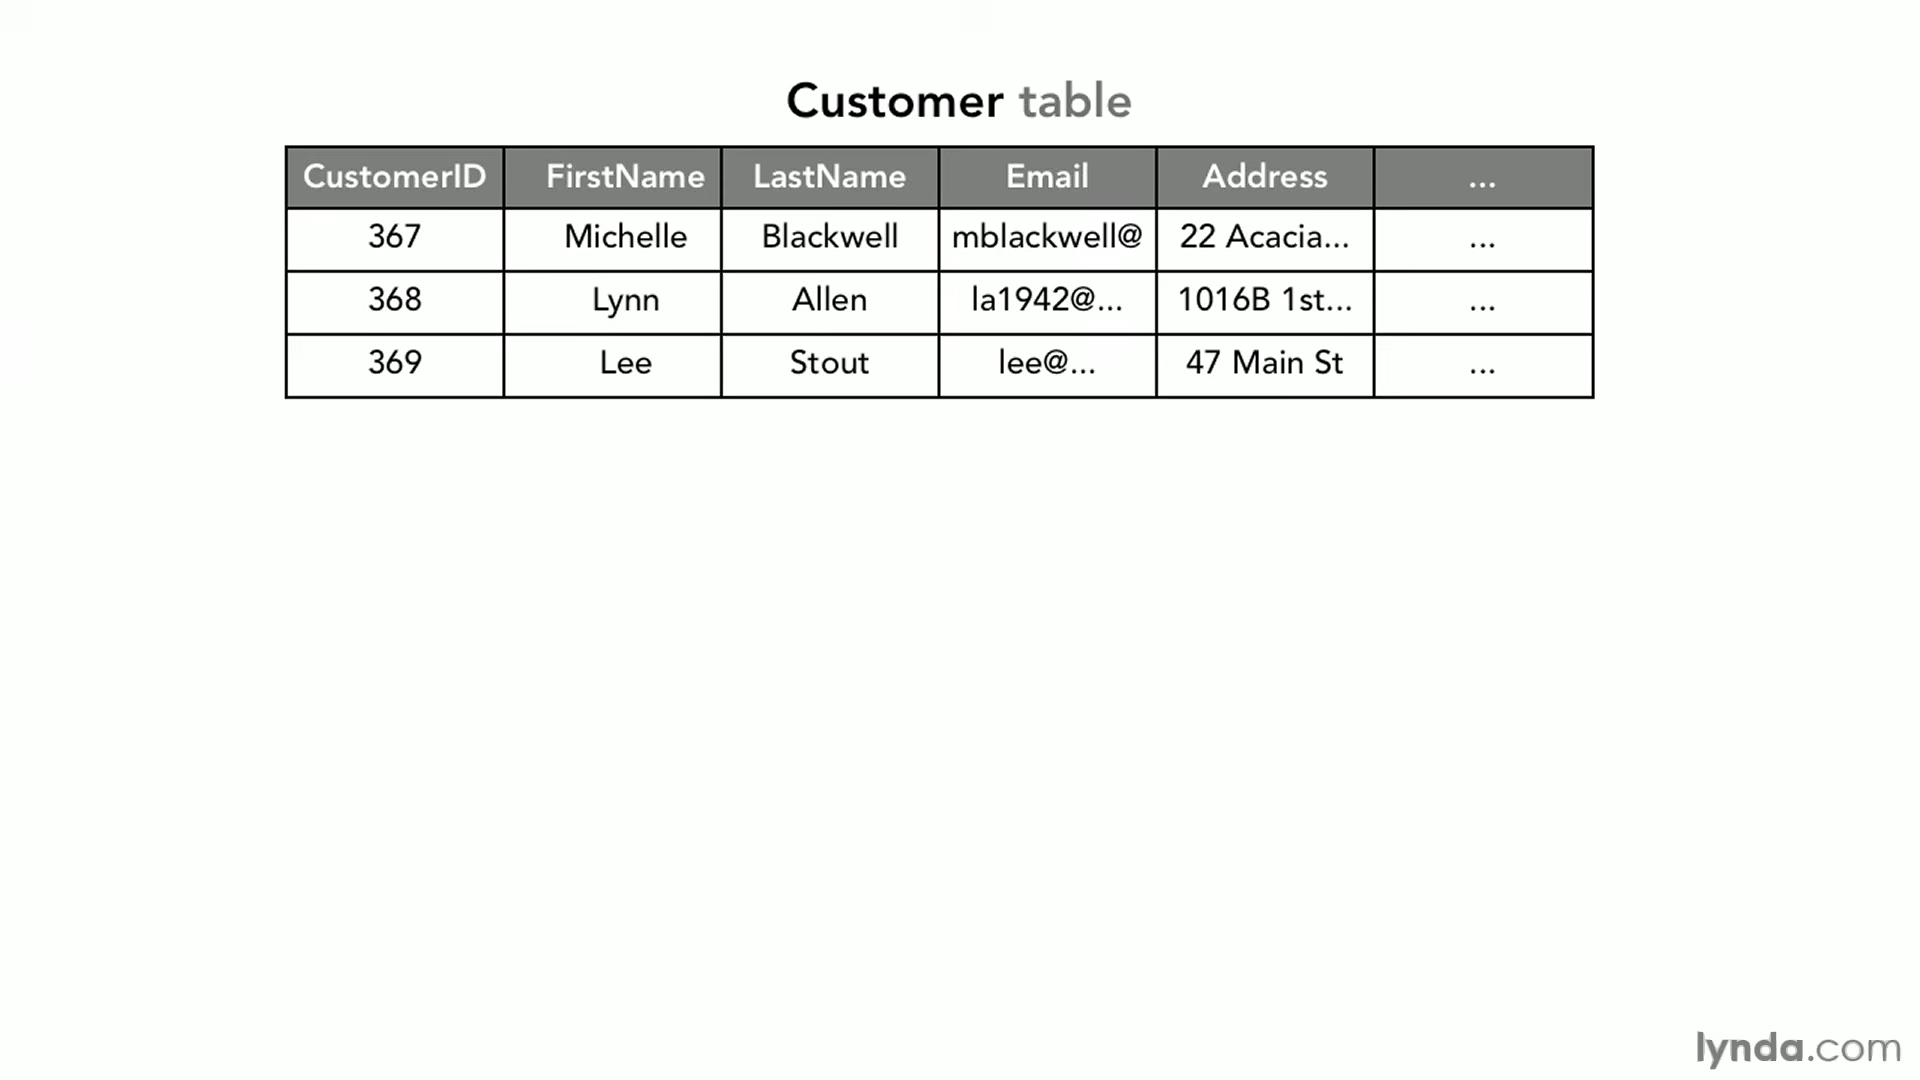 Customer table
CustomerID FirstName LastName Email Address ...
367 Michelle Blackwell mblackwell@ 22 Acacia... ...
368 Lynn Allen la1942@... 1016B 1st... ...
369 Lee Stout lee@... 47 Main St ...
lynda.com